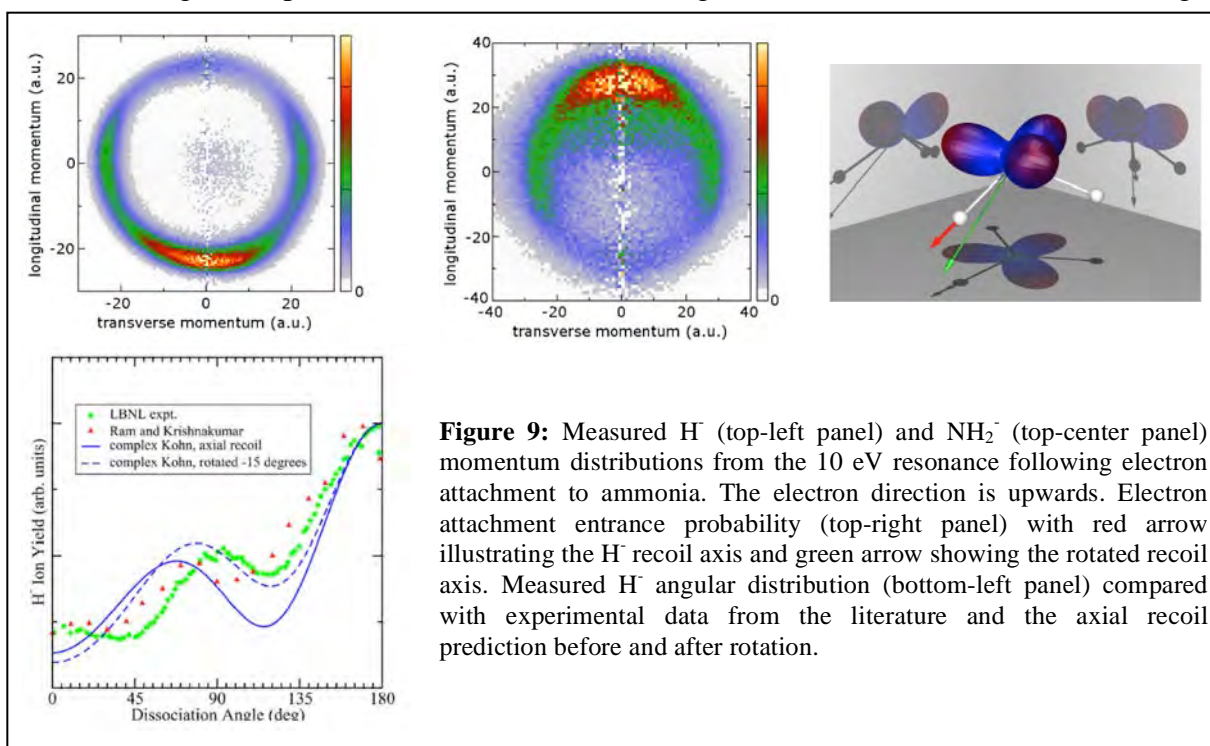 20
0
-20
longitudinal momentum (a.u.)
-20
0
20
transverse momentum (a.u.)
0
40
20
0
-20
-40
longitudinal momentum (a.u.)
-40
-20
0
20
40
transverse momentum (a.u.)
0
H⁻ Ion Yield (arb. units)
LBNL expt.
Ram and Krishnakumar
complex Kohn, axial recoil
complex Kohn, rotated -15 degrees
0
45
90
135
180
Dissociation Angle (deg)
Figure 9: Measured H⁻ (top-left panel) and NH₂⁻ (top-center panel)
momentum distributions from the 10 eV resonance following electron
attachment to ammonia. The electron direction is upwards. Electron
attachment entrance probability (top-right panel) with red arrow
illustrating the H⁻ recoil axis and green arrow showing the rotated recoil
axis. Measured H⁻ angular distribution (bottom-left panel) compared
with experimental data from the literature and the axial recoil
prediction before and after rotation.